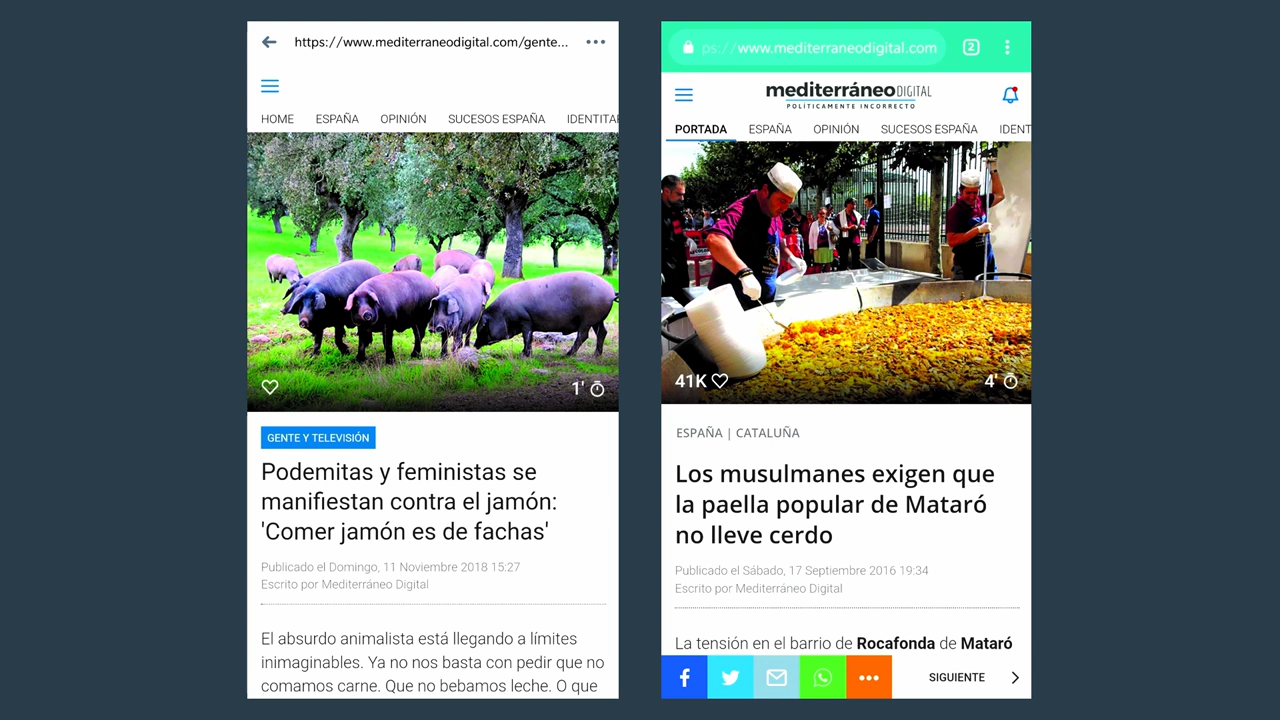 https://www.mediterraneodigital.com/gente...
HOME ESPAÑA OPINIÓN SUCESOS ESPAÑA IDENTITA
1'
GENTE Y TELEVISIÓN
Podemitas y feministas se
manifiestan contra el jamón:
'Comer jamón es de fachas'
Publicado el Domingo, 11 Noviembre 2018 15:27
Escrito por Mediterráneo Digital
El absurdo animalista está llegando a límites
inimaginables. Ya no nos basta con pedir que no
comamos carne. Que no bebamos leche. O que
ps://www.mediterraneodigital.com 2
mediterráneoDIGITAL
POLÍTICAMENTE INCORRECTO
PORTADA ESPAÑA OPINIÓN SUCESOS ESPAÑA IDENT
41K 4'
ESPAÑA | CATALUÑA
Los musulmanes exigen que
la paella popular de Mataró
no lleve cerdo
Publicado el Sábado, 17 Septiembre 2016 19:34
Escrito por Mediterráneo Digital
La tensión en el barrio de Rocafonda de Mataró
SIGUIENTE